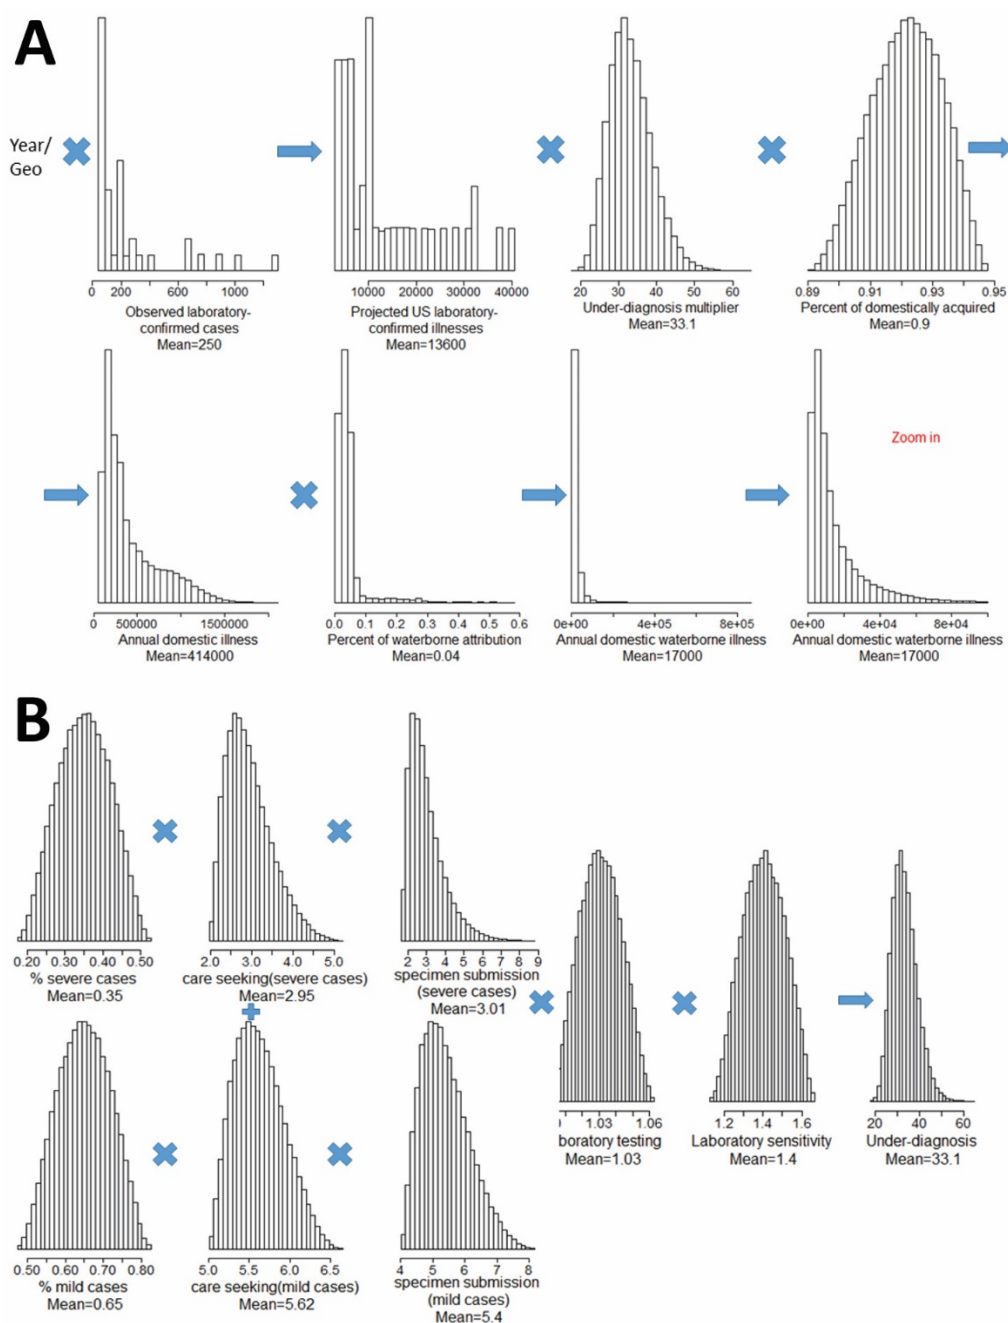 A
Year/
Geo
0 200 600 1000
Observed laboratory-
confirmed cases
Mean=250
10000 20000 30000 40000
Projected US laboratory-
confirmed illnesses
Mean=13600
20 30 40 50 60
Under-diagnosis multiplier
Mean=33.1
0.89 0.91 0.93 0.95
Percent of domestically acquired
Mean=0.9
0 500000 1500000
Annual domestic illness
Mean=414000
0.0 0.1 0.2 0.3 0.4 0.5 0.6
Percent of waterborne attribution
Mean=0.04
0e+00 8e+05
Annual domestic waterborne illness
Mean=17000
Zoom in
0e+00 4e+04 8e+04
Annual domestic waterborne illness
Mean=17000
B
0.20 0.30 0.40 0.50
% severe cases
Mean=0.35
2.0 3.0 4.0 5.0
care seeking(severe cases)
Mean=2.95
2 3 4 5 6 7 8 9
specimen submission
(severe cases)
Mean=3.01
0.50 0.60 0.70 0.80
% mild cases
Mean=0.65
5.0 5.5 6.0 6.5
care seeking(mild cases)
Mean=5.62
4 5 6 7 8
specimen submission
(mild cases)
Mean=5.4
1.03 1.06
boratory testing
Mean=1.03
1.2 1.4 1.6
Laboratory sensitivity
Mean=1.4
20 40 60
Under-diagnosis
Mean=33.1